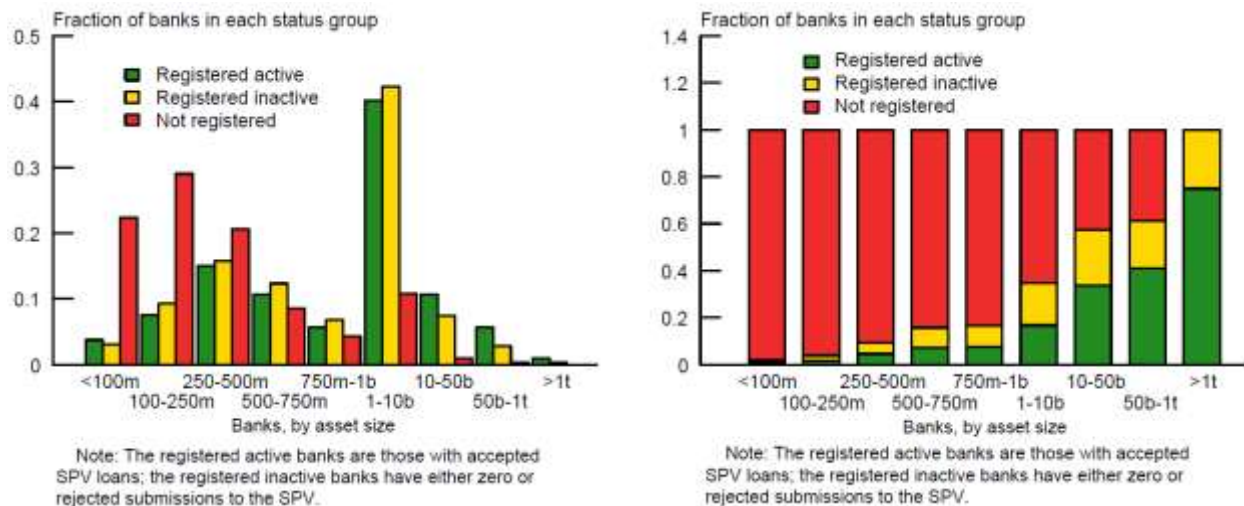 Fraction of banks in each status group
0.5
0.4
0.3
0.2
0.1
0
Registered active
Registered inactive
Not registered
<100m 250-500m 750m-1b 10-50b >1t
100-250m 500-750m 1-10b 50b-1t
Banks, by asset size
Note: The registered active banks are those with accepted
SPV loans; the registered inactive banks have either zero or
rejected submissions to the SPV.
Fraction of banks in each status group
1.4
1.2
1
0.8
0.6
0.4
0.2
0
Registered active
Registered inactive
Not registered
<100m 250-500m 750m-1b 10-50b >1t
100-250m 500-750m 1-10b 50b-1t
Banks, by asset size
Note: The registered active banks are those with accepted
SPV loans; the registered inactive banks have either zero or
rejected submissions to the SPV.